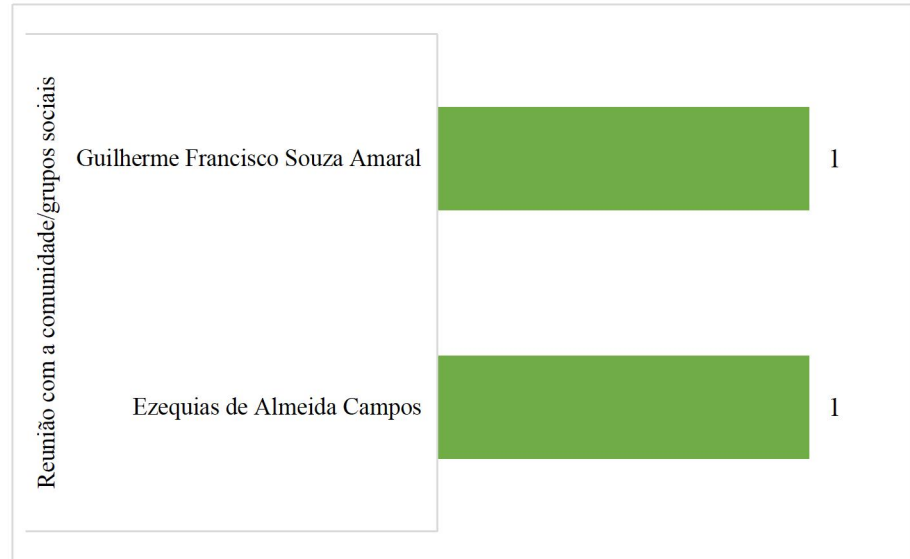 Reunião com a comunidade/grupos sociais
Guilherme Francisco Souza Amaral
1
Ezequias de Almeida Campos
1